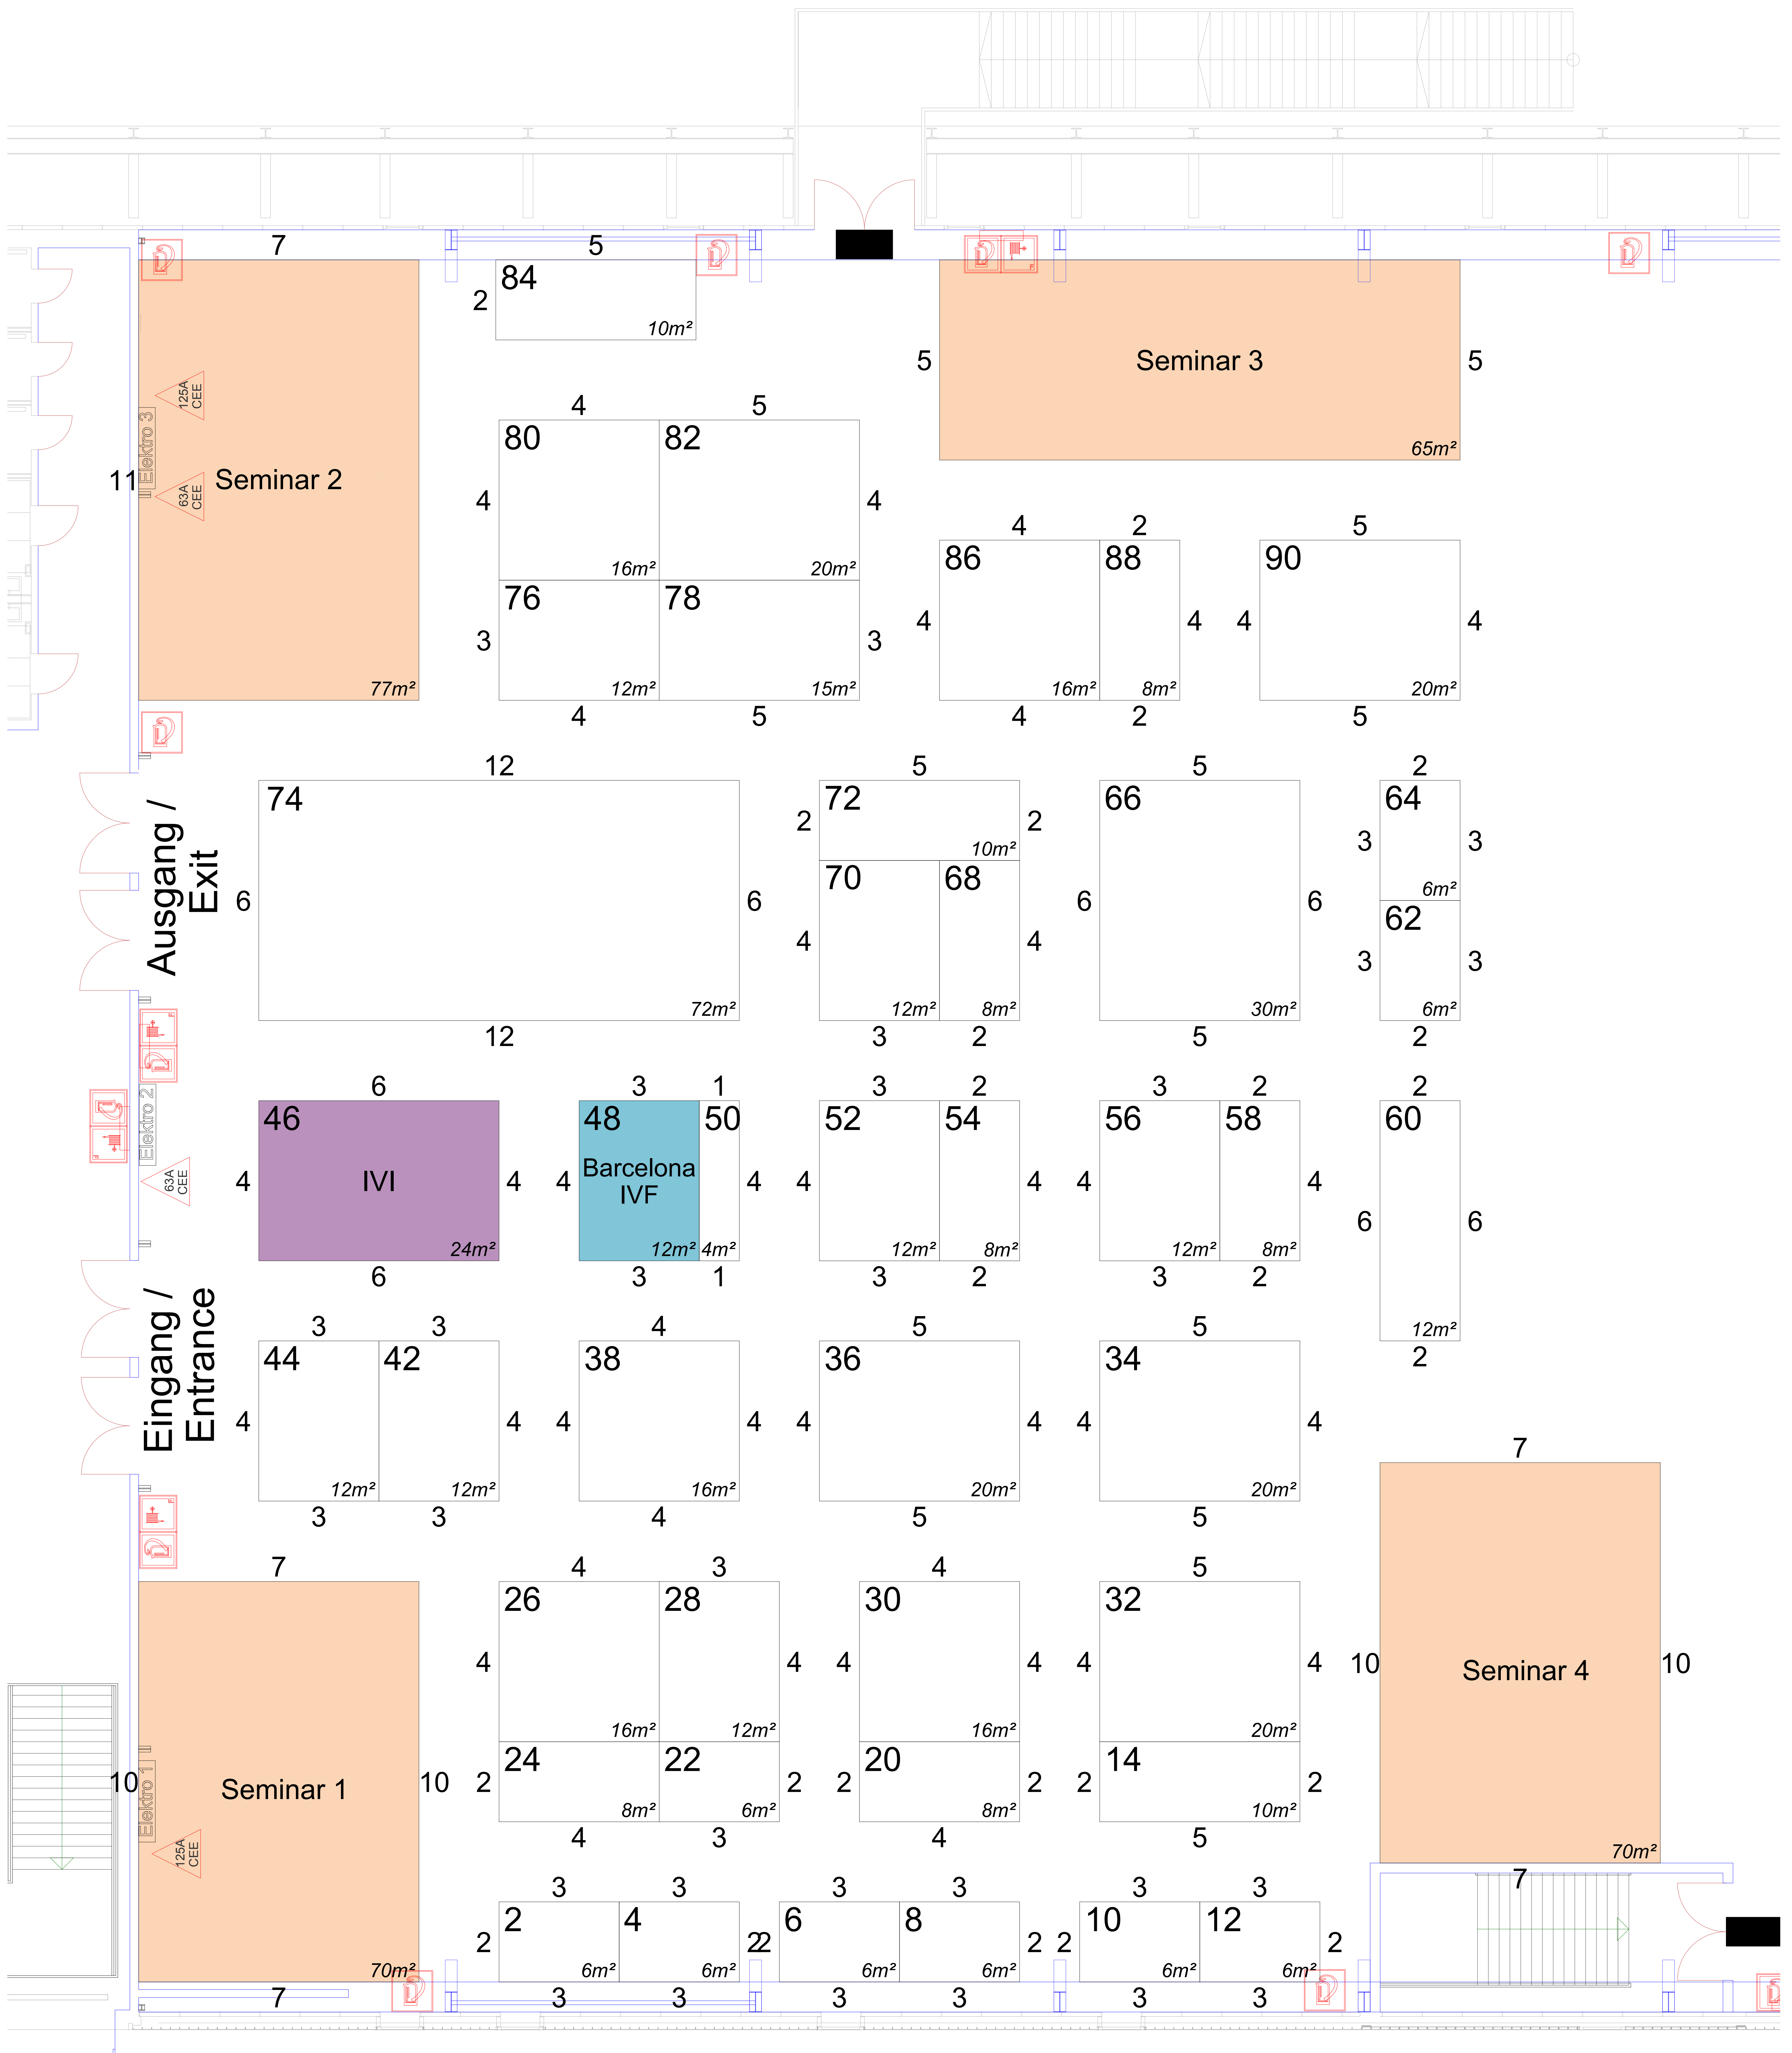 7
5
84
2
10m²
Seminar 3
5
5
65m²
125A
CEE
Elektro 3
63A
CEE
11
Seminar 2
77m²
4
5
80
82
4
4
16m²
20m²
76
78
3
3
12m²
15m²
4
5
4
2
5
86
88
90
4
4
4
4
16m²
8m²
20m²
4
2
5
Ausgang /
Exit
12
74
6
6
72m²
12
5
72
2
2
10m²
70
68
4
4
12m²
8m²
3
2
5
66
6
6
30m²
5
2
64
3
3
6m²
62
3
3
6m²
2
Elektro 2
63A
CEE
6
46
IVI
4
4
24m²
6
3
1
48
50
Barcelona
IVF
4
4
12m²
4m²
3
1
3
2
52
54
4
4
12m²
8m²
3
2
3
2
56
58
4
4
12m²
8m²
3
2
2
60
6
6
12m²
2
Eingang /
Entrance
3
3
44
42
4
4
12m²
12m²
3
3
4
38
4
4
16m²
4
5
36
4
4
20m²
5
5
34
4
4
20m²
5
7
Seminar 4
10
10
70m²
7
7
Seminar 1
10
10
Elektro 1
125A
CEE
70m²
7
4
3
26
28
4
4
16m²
12m²
24
22
2
2
8m²
6m²
4
3
4
30
4
4
16m²
20
2
2
8m²
4
5
32
4
4
20m²
14
2
2
10m²
5
3
3
2
4
2
2
6m²
6m²
3
3
3
3
6
8
2
2
6m²
6m²
3
3
3
3
10
12
2
2
6m²
6m²
3
3